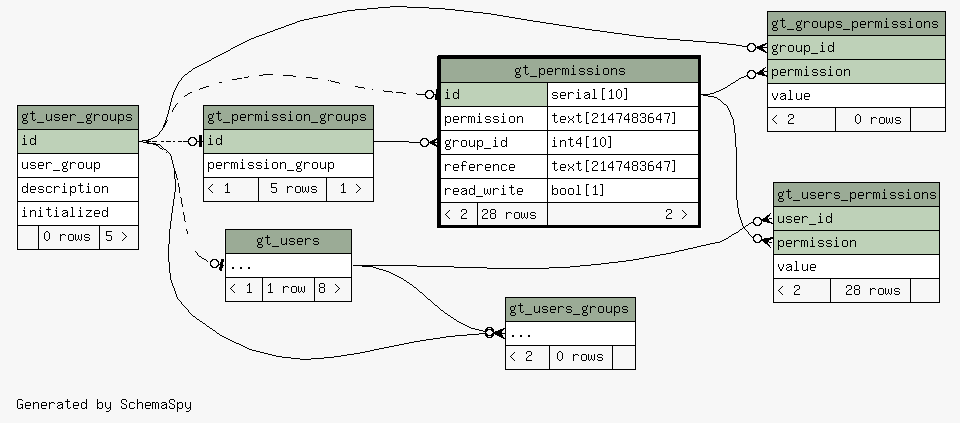 gt_groups_permissions
group_id
permission
value
< 2 0 rows
gt_permissions
id serial[10]
permission text[2147483647]
group_id int4[10]
reference text[2147483647]
read_write bool[1]
< 2 28 rows 2 >
gt_user_groups
id
user_group
description
initialized
0 rows 5 >
gt_permission_groups
id
permission_group
< 1 5 rows 1 >
gt_users_permissions
user_id
permission
value
< 2 28 rows
gt_users
...
< 1 1 row 8 >
gt_users_groups
...
< 2 0 rows
Generated by SchemaSpy